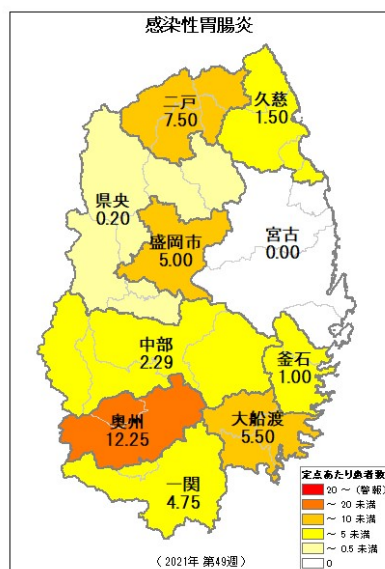 感染性胃腸炎
二戸
7.50
久慈
1.50
県央
0.20
盛岡市
5.00
宮古
0.00
中部
2.29
釜石
1.00
奥州
12.25
大船渡
5.50
一関
4.75
定点あたり患者数
20 ～ (警報)
～ 20 未満
～ 10 未満
～ 5 未満
～ 0.5 未満
0
( 2021年 第49週 )